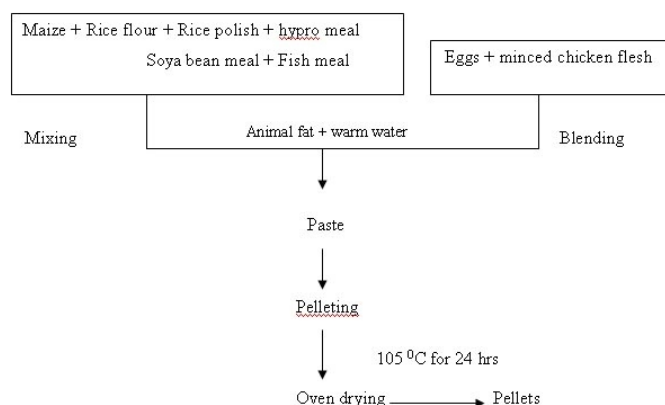 Maize + Rice flour + Rice polish + hypro meal
Soya bean meal + Fish meal
Eggs + minced chicken flesh
Mixing
Animal fat + warm water
Blending
Paste
Pelleting
105 ⁰C for 24 hrs
Oven drying
Pellets